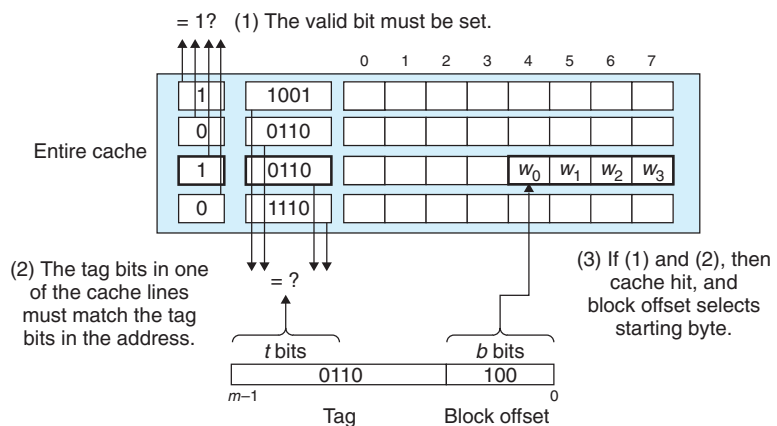 = 1? (1) The valid bit must be set.
0 1 2 3 4 5 6 7
1 1001
0 0110
Entire cache
1 0110 w0 w1 w2 w3
0 1110
(2) The tag bits in one
of the cache lines
must match the tag
bits in the address.
= ?
(3) If (1) and (2), then
cache hit, and
block offset selects
starting byte.
t bits b bits
0110 100
m–1 0
Tag Block offset